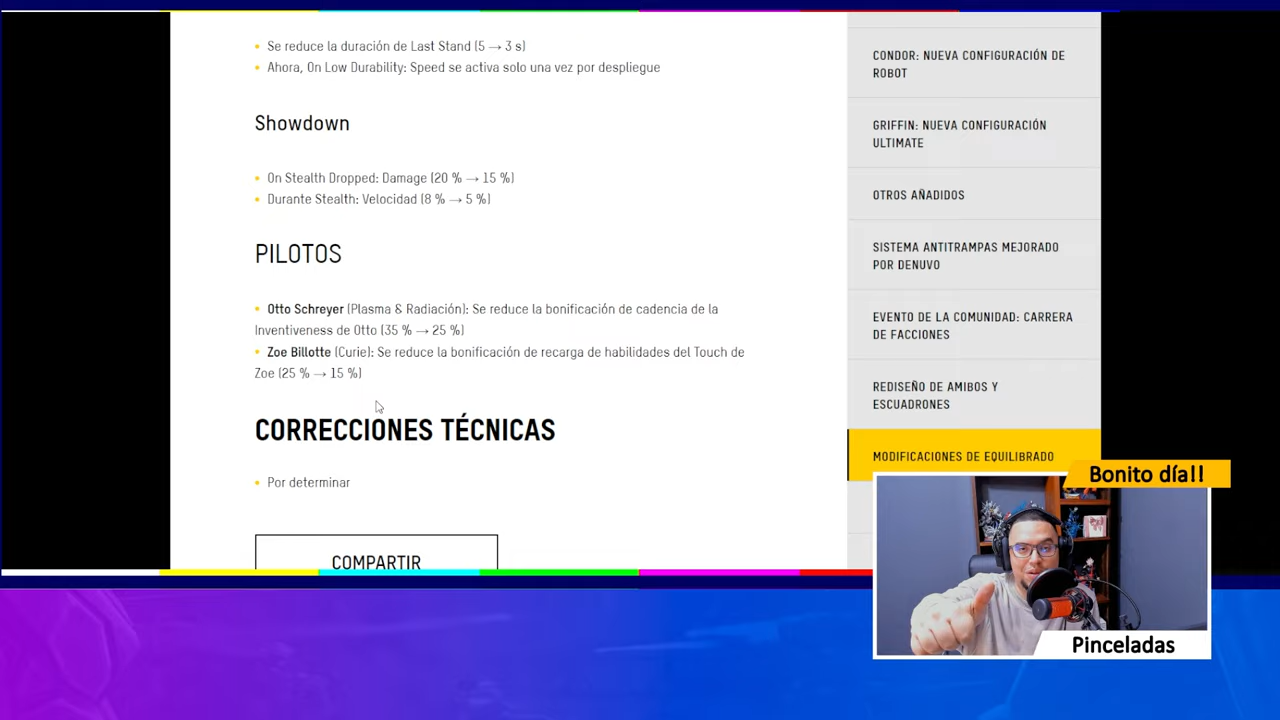 Se reduce la duración de Last Stand (5 → 3 s)
Ahora, On Low Durability: Speed se activa solo una vez por despliegue
Showdown
On Stealth Dropped: Damage (20 % → 15 %)
Durante Stealth: Velocidad (8 % → 5 %)
PILOTOS
Otto Schreyer (Plasma & Radiación): Se reduce la bonificación de cadencia de la
Inventiveness de Otto (35 % → 25 %)
Zoe Billotte (Curie): Se reduce la bonificación de recarga de habilidades del Touch de
Zoe (25 % → 15 %)
CORRECCIONES TÉCNICAS
Por determinar
COMPARTIR
CONDOR: NUEVA CONFIGURACIÓN DE
ROBOT
GRIFFIN: NUEVA CONFIGURACIÓN
ULTIMATE
OTROS AÑADIDOS
SISTEMA ANTITRAMPAS MEJORADO
POR DENUVO
EVENTO DE LA COMUNIDAD: CARRERA
DE FACCIONES
REDISEÑO DE AMIBOS Y
ESCUADRONES
MODIFICACIONES DE EQUILIBRADO
Bonito día!!
Pinceladas